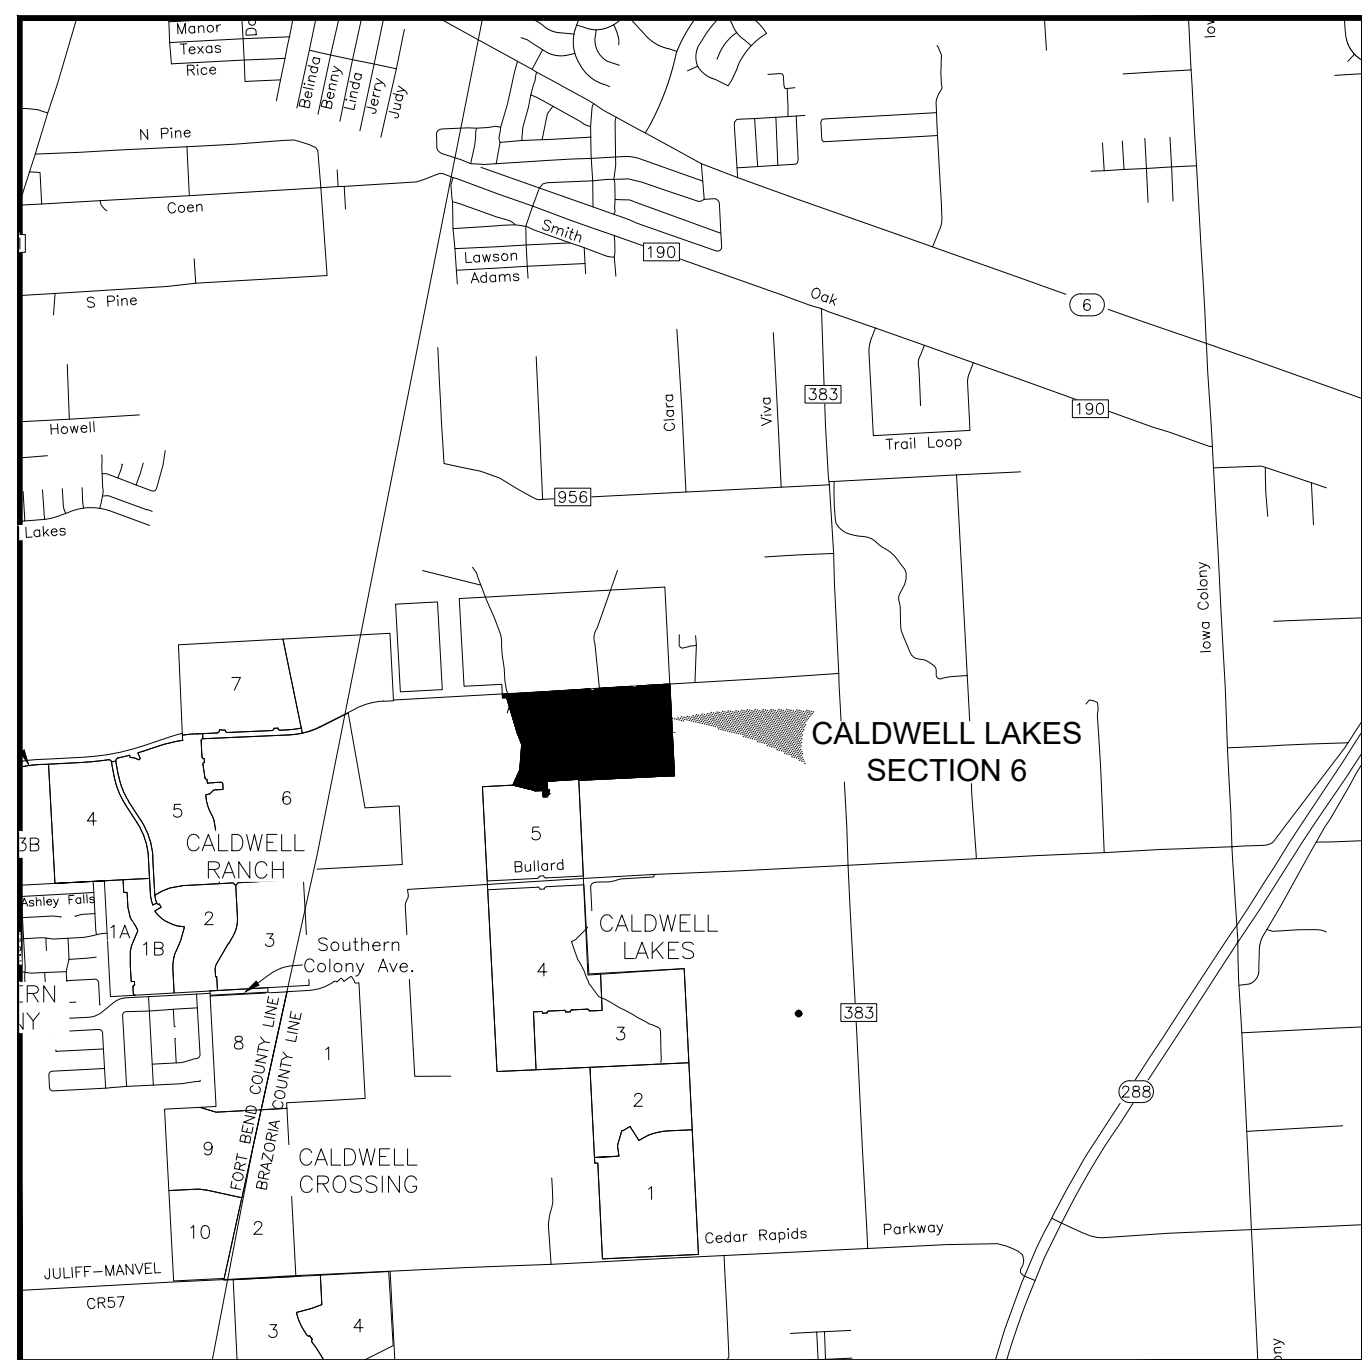 Manor
Texas
Rice
Belinda
Benny
Linda
Jerry
Judy
N Pine
Coen
S Pine
Smith
Lawson
Adams
190
Oak
6
383
190
Clara
Viva
Trail Loop
Howell
956
Lakes
Iowa Colony
7
CALDWELL LAKES
SECTION 6
4
5
6
3B
CALDWELL
RANCH
5
Bullard
Ashley Falls
1A
1B
2
3
Southern
Colony Ave.
CALDWELL
LAKES
4
3
383
8
1
FORT BEND COUNTY LINE
BRAZORIA COUNTY LINE
288
2
9
CALDWELL
CROSSING
1
10
2
Cedar Rapids
Parkway
JULIFF-MANVEL
CR57
3
4